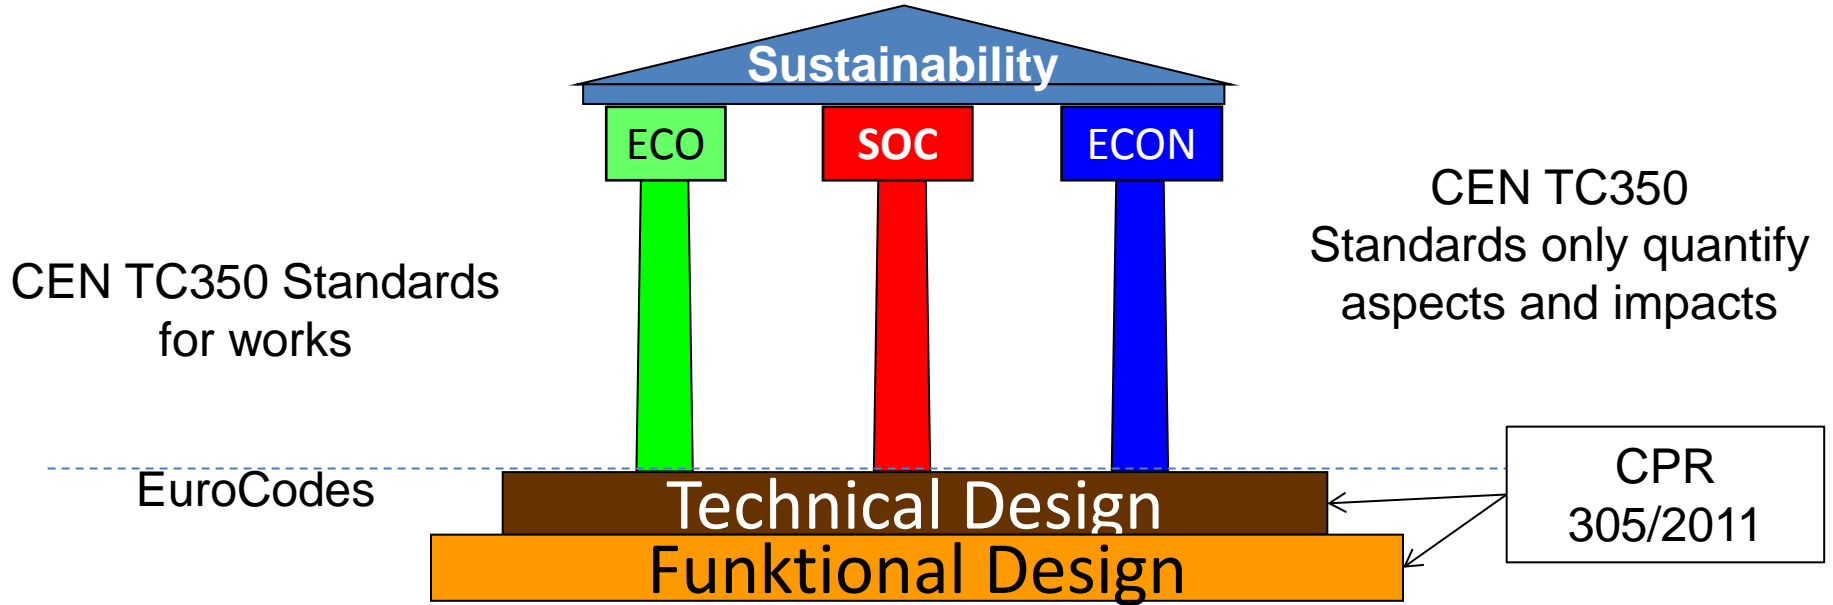 Sustainability
ECO
SOC
ECON
CEN TC350 Standards
for works
CEN TC350
Standards only quantify
aspects and impacts
EuroCodes
Technical Design
Funktional Design
CPR
305/2011